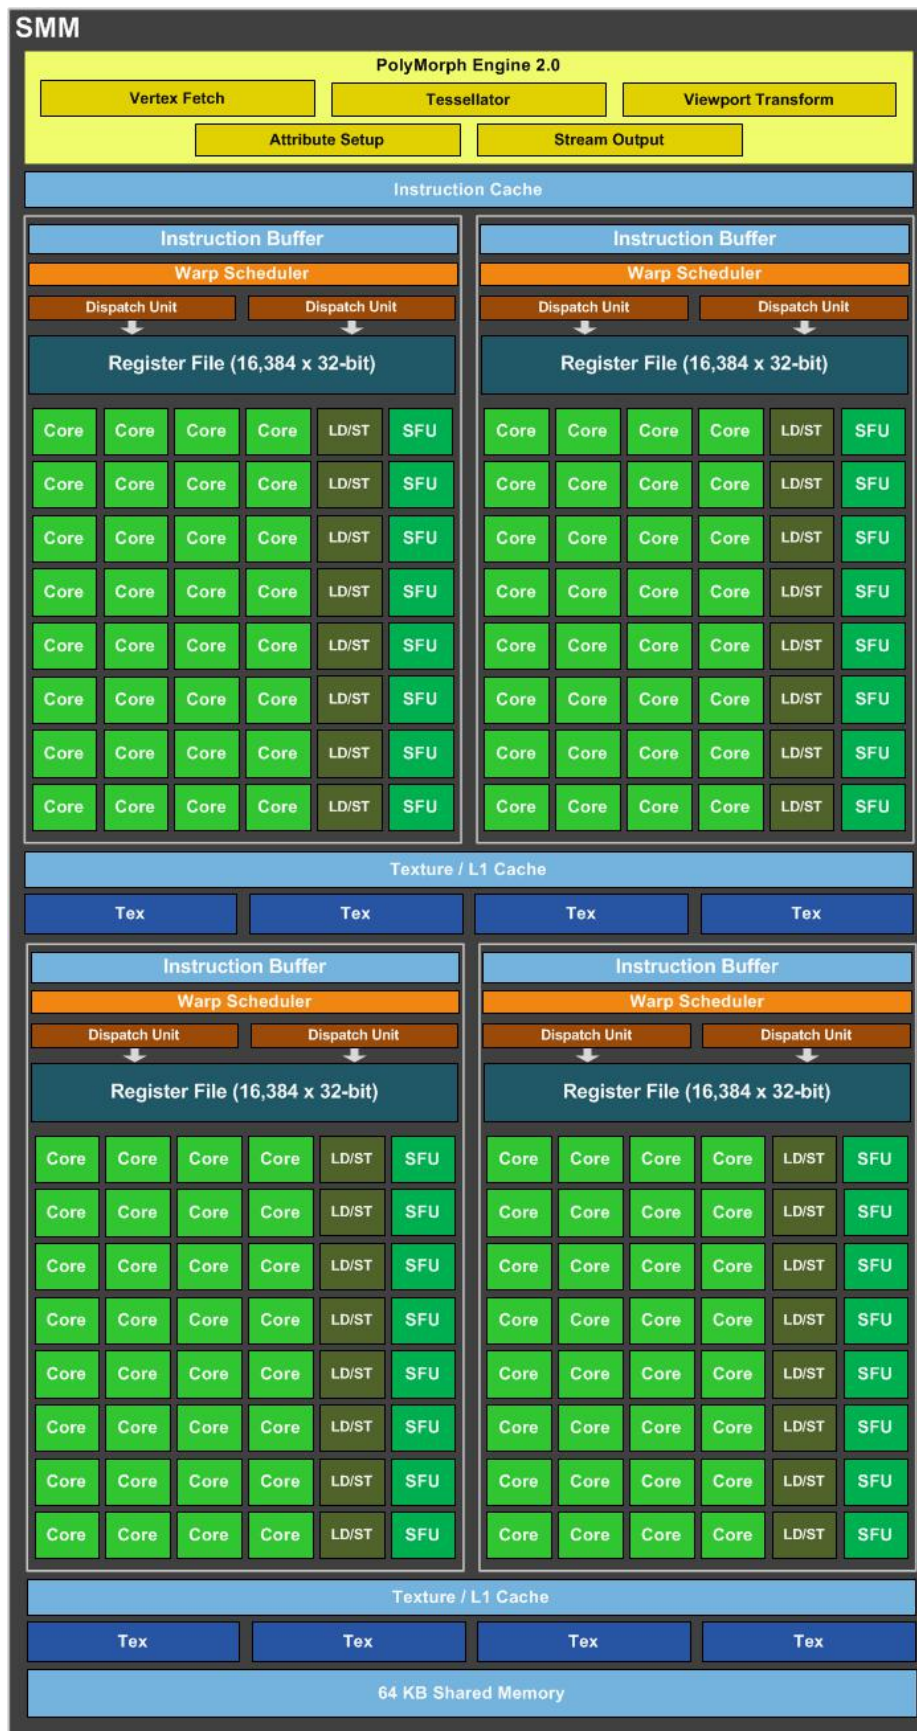 SMM
PolyMorph Engine 2.0
Vertex Fetch Tessellator Viewport Transform
Attribute Setup Stream Output
Instruction Cache
Instruction Buffer Instruction Buffer
Warp Scheduler Warp Scheduler
Dispatch Unit Dispatch Unit Dispatch Unit Dispatch Unit
Register File (16,384 x 32-bit) Register File (16,384 x 32-bit)
Core Core Core Core LD/ST SFU Core Core Core Core LD/ST SFU
Core Core Core Core LD/ST SFU Core Core Core Core LD/ST SFU
Core Core Core Core LD/ST SFU Core Core Core Core LD/ST SFU
Core Core Core Core LD/ST SFU Core Core Core Core LD/ST SFU
Core Core Core Core LD/ST SFU Core Core Core Core LD/ST SFU
Core Core Core Core LD/ST SFU Core Core Core Core LD/ST SFU
Core Core Core Core LD/ST SFU Core Core Core Core LD/ST SFU
Core Core Core Core LD/ST SFU Core Core Core Core LD/ST SFU
Texture / L1 Cache
Tex Tex Tex Tex
Instruction Buffer Instruction Buffer
Warp Scheduler Warp Scheduler
Dispatch Unit Dispatch Unit Dispatch Unit Dispatch Unit
Register File (16,384 x 32-bit) Register File (16,384 x 32-bit)
Core Core Core Core LD/ST SFU Core Core Core Core LD/ST SFU
Core Core Core Core LD/ST SFU Core Core Core Core LD/ST SFU
Core Core Core Core LD/ST SFU Core Core Core Core LD/ST SFU
Core Core Core Core LD/ST SFU Core Core Core Core LD/ST SFU
Core Core Core Core LD/ST SFU Core Core Core Core LD/ST SFU
Core Core Core Core LD/ST SFU Core Core Core Core LD/ST SFU
Core Core Core Core LD/ST SFU Core Core Core Core LD/ST SFU
Core Core Core Core LD/ST SFU Core Core Core Core LD/ST SFU
Texture / L1 Cache
Tex Tex Tex Tex
64 KB Shared Memory